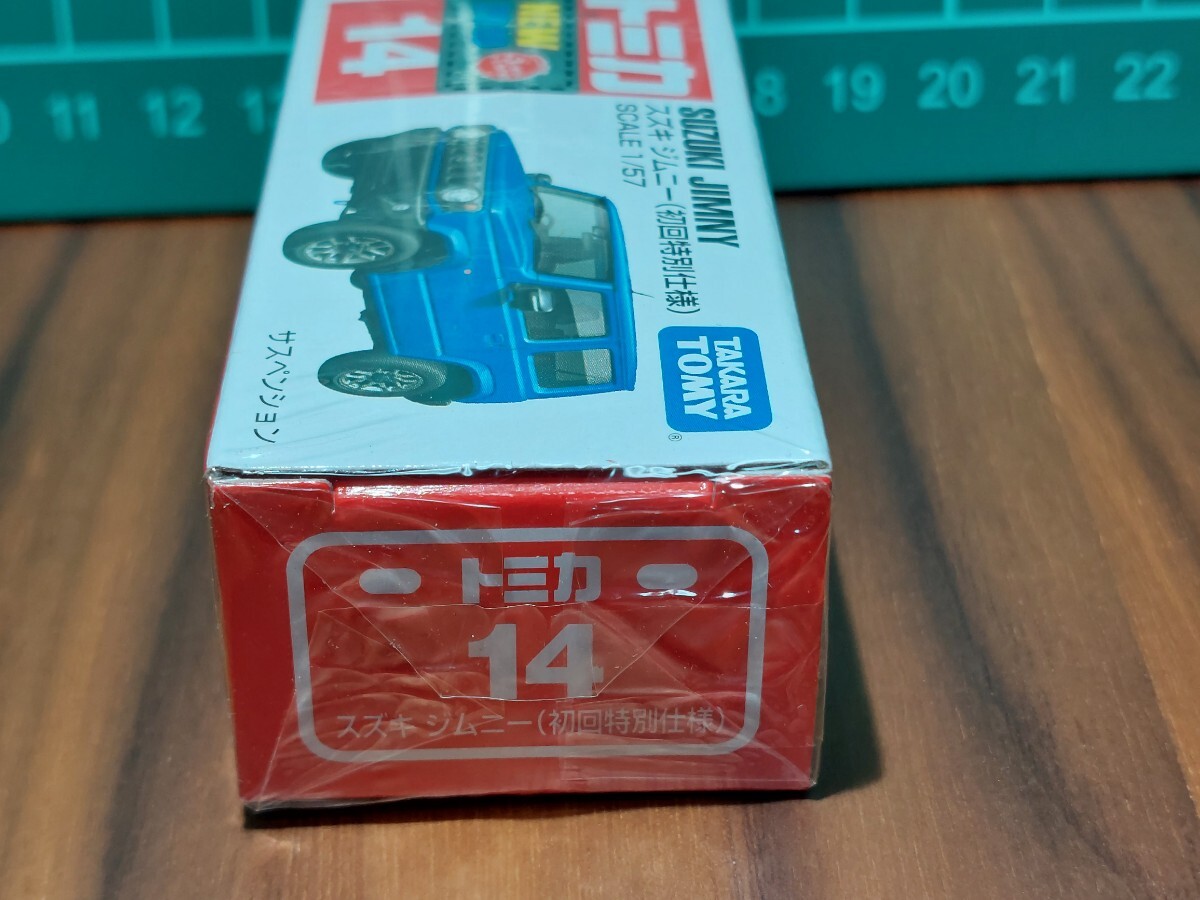 トミカ
NEW
14
SUZUKI JIMNY
スズキ ジムニー(初回特別仕様)
SCALE 1/57
サスペンション
TAKARA
TOMY
®
トミカ
14
スズキ ジムニー(初回特別仕様)
11 12
19 20 21 22